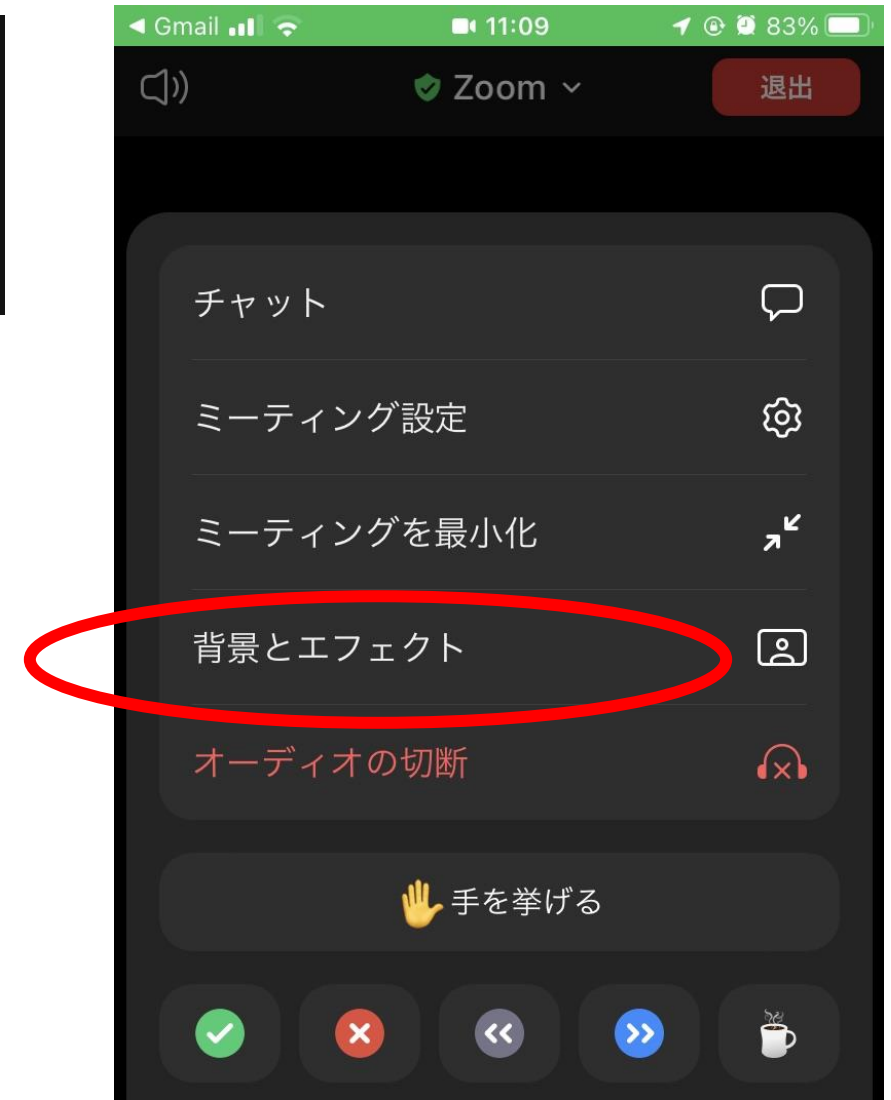 Gmail 11:09 83%
Zoom 退出
チャット
ミーティング設定
ミーティングを最小化
背景とエフェクト
オーディオの切断
手を挙げる